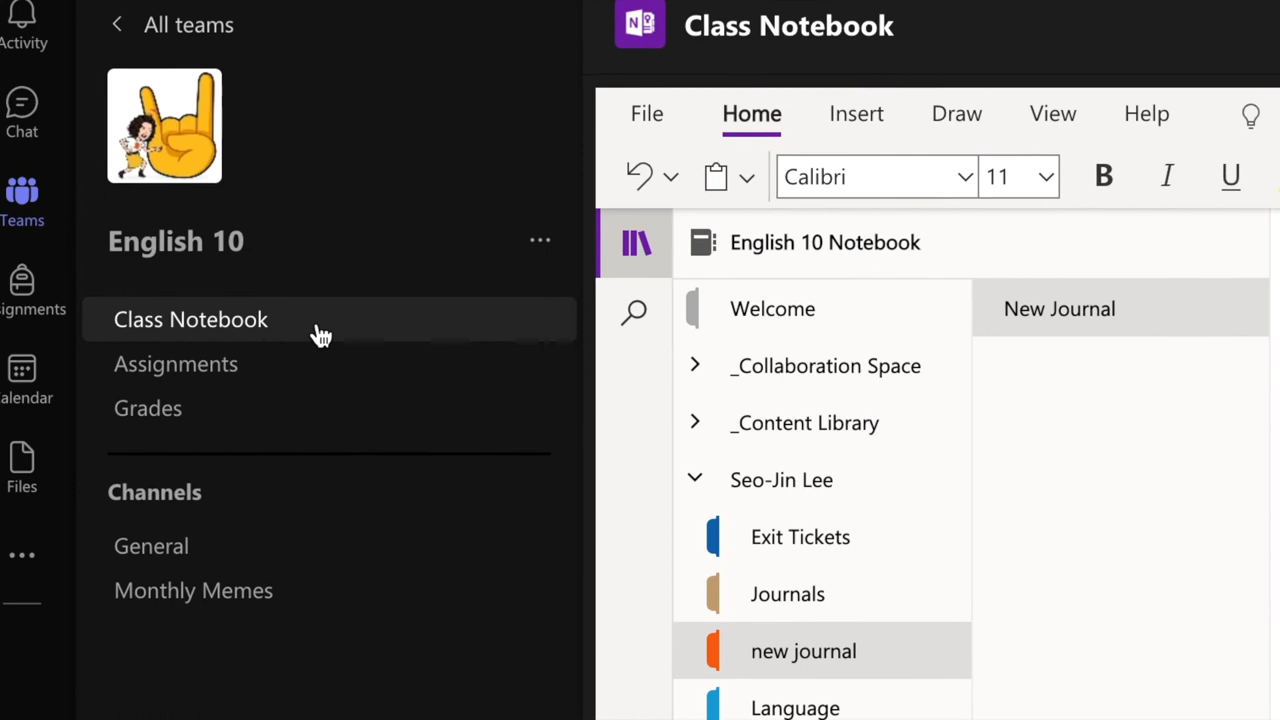 Activity
Chat
Teams
signments
alendar
Files
All teams
English 10
Class Notebook
Assignments
Grades
Channels
General
Monthly Memes
N
Class Notebook
File Home Insert Draw View Help
Calibri 11 B I U
English 10 Notebook
Welcome
_Collaboration Space
_Content Library
Seo-Jin Lee
Exit Tickets
Journals
new journal
Language
New Journal